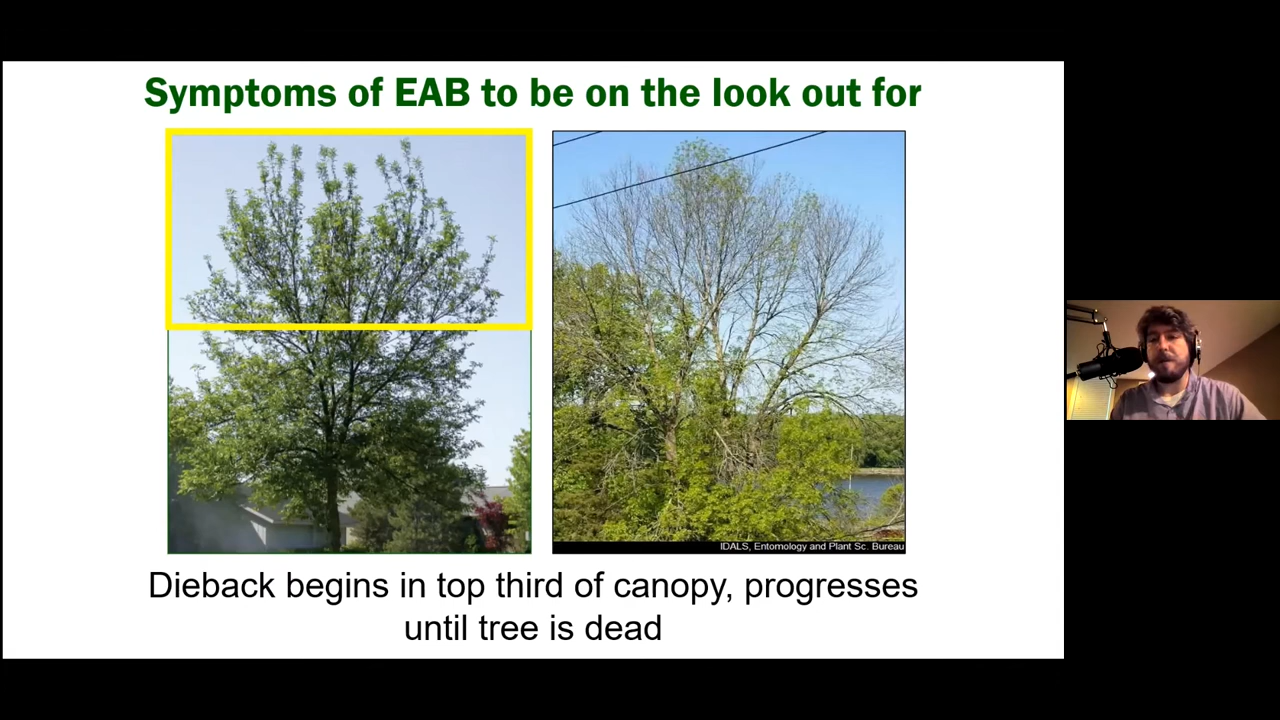 Symptoms of EAB to be on the look out for
IDALS, Entomology and Plant Sc. Bureau
Dieback begins in top third of canopy, progresses
until tree is dead